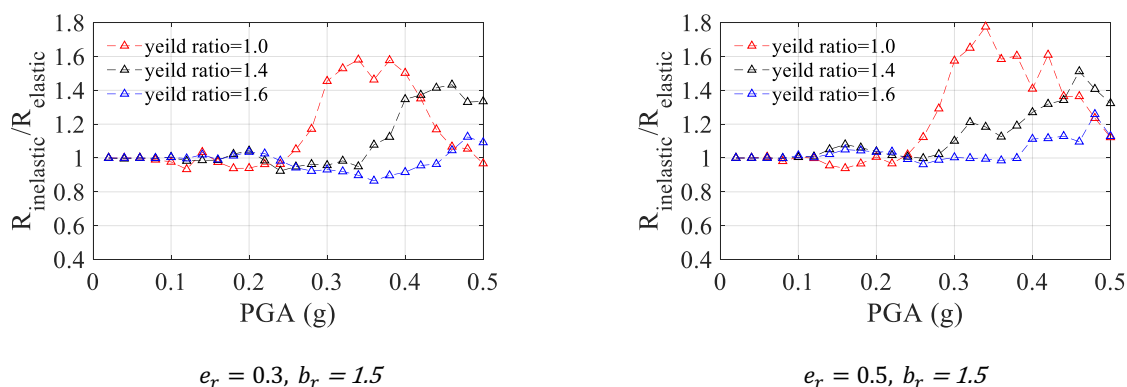 R_inelastic/R_elastic
1.8
1.6
1.4
1.2
1
0.8
0.6
0.4
yeild ratio=1.0
yeild ratio=1.4
yeild ratio=1.6
0 0.1 0.2 0.3 0.4 0.5
PGA (g)
e_r = 0.3, b_r = 1.5
R_inelastic/R_elastic
1.8
1.6
1.4
1.2
1
0.8
0.6
0.4
yeild ratio=1.0
yeild ratio=1.4
yeild ratio=1.6
0 0.1 0.2 0.3 0.4 0.5
PGA (g)
e_r = 0.5, b_r = 1.5